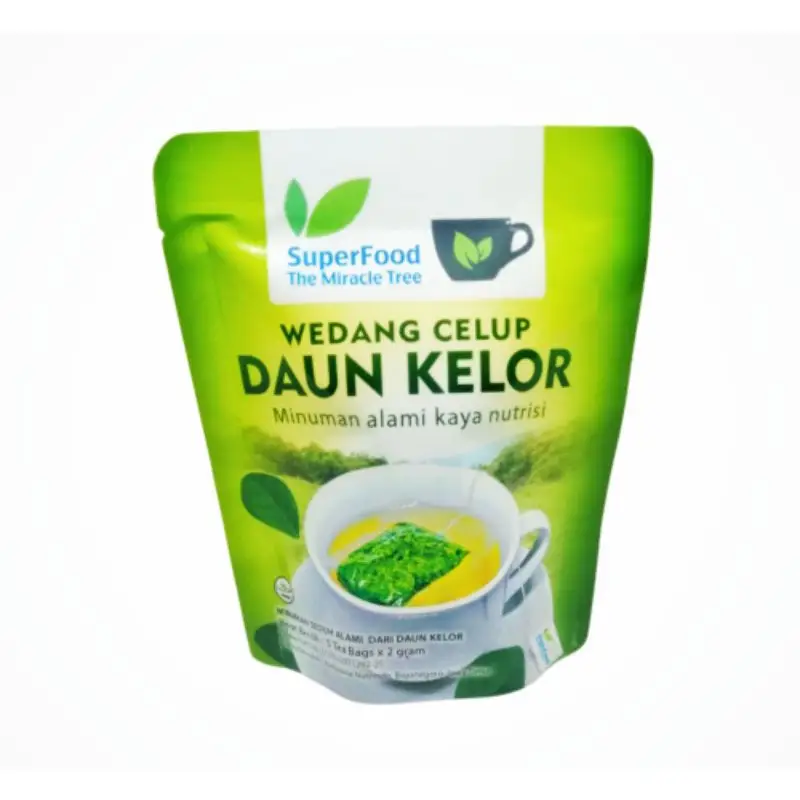 SuperFood
The Miracle Tree
WEDANG CELUP
DAUN KELOR
Minuman alami kaya nutrisi
MINUMAN SEDUH ALAMI DARI DAUN KELOR
5 Tea Bags x 2 gram